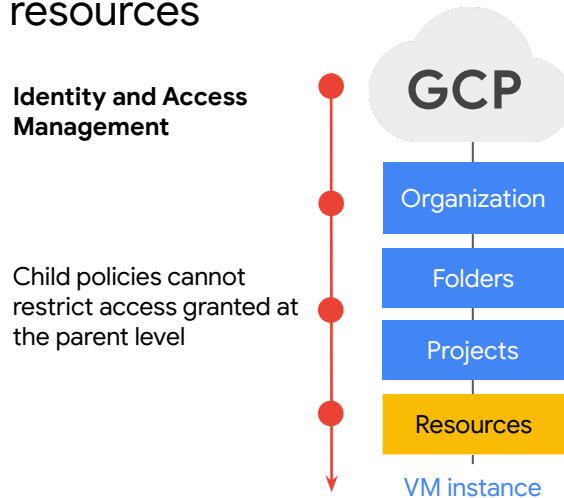 resources
Identity and Access
Management
Child policies cannot
restrict access granted at
the parent level
GCP
Organization
Folders
Projects
Resources
VM instance